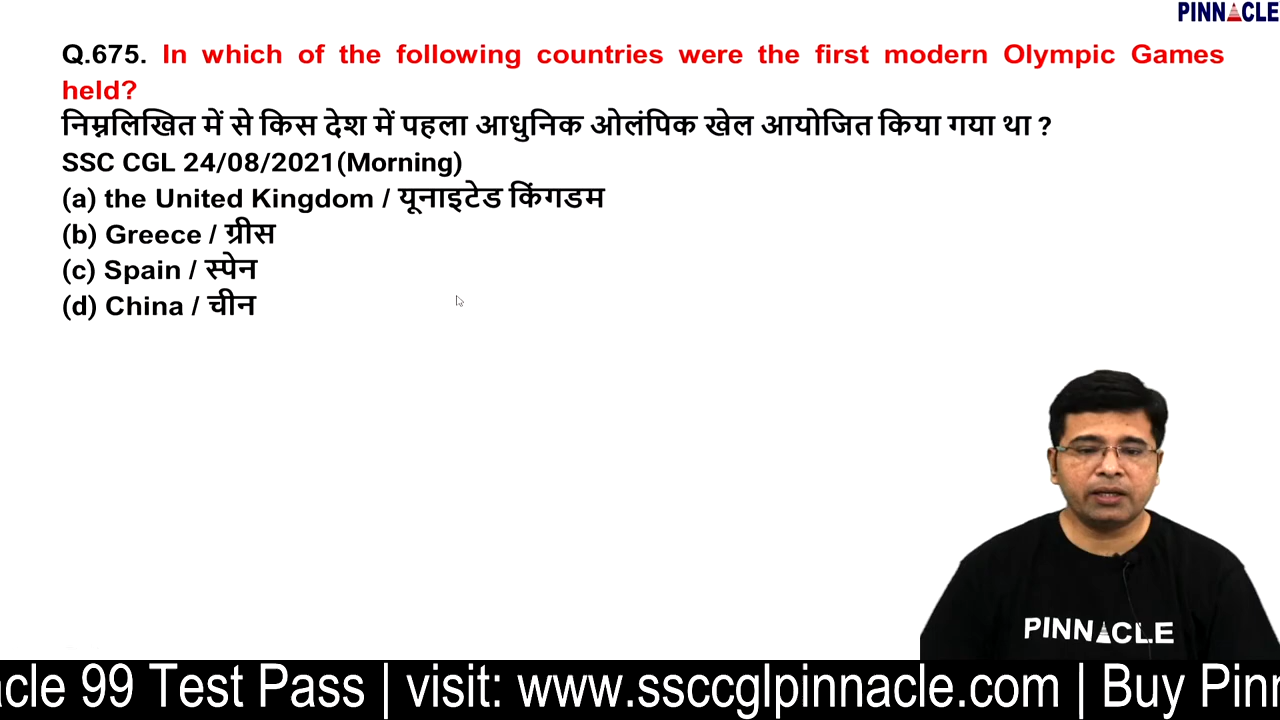 PINNACLE
Q.675. In which of the following countries were the first modern Olympic Games
held?
निम्नलिखित में से किस देश में पहला आधुनिक ओलंपिक खेल आयोजित किया गया था ?
SSC CGL 24/08/2021(Morning)
(a) the United Kingdom / यूनाइटेड किंगडम
(b) Greece / ग्रीस
(c) Spain / स्पेन
(d) China / चीन
PINNACLE
acle 99 Test Pass | visit: www.ssccglpinnacle.com | Buy Pinn